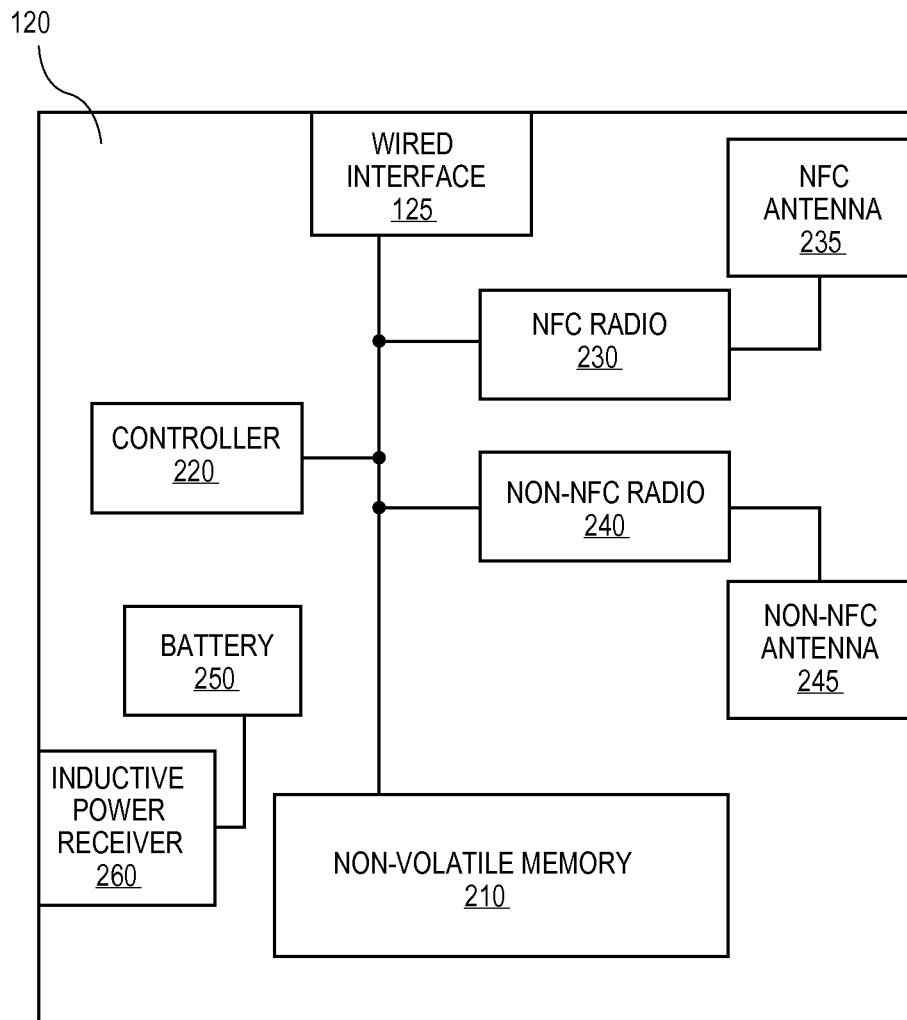 120
WIRED
INTERFACE
125
NFC
ANTENNA
235
NFC RADIO
230
CONTROLLER
220
NON-NFC RADIO
240
BATTERY
250
NON-NFC
ANTENNA
245
INDUCTIVE
POWER
RECEIVER
260
NON-VOLATILE MEMORY
210